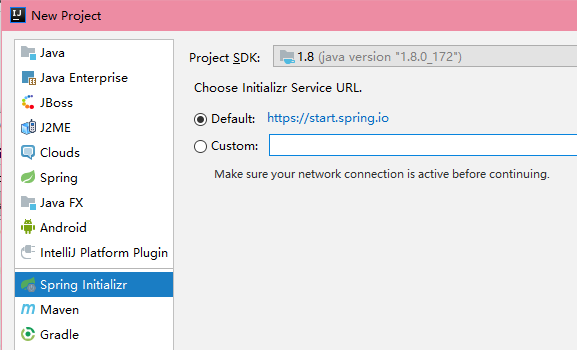 New Project
Java
Java Enterprise
JBoss
J2ME
Clouds
Spring
Java FX
Android
IntelliJ Platform Plugin
Spring Initializr
Maven
Gradle
Project SDK: 1.8 (java version "1.8.0_172")
Choose Initializr Service URL.
Default: https://start.spring.io
Custom:
Make sure your network connection is active before continuing.